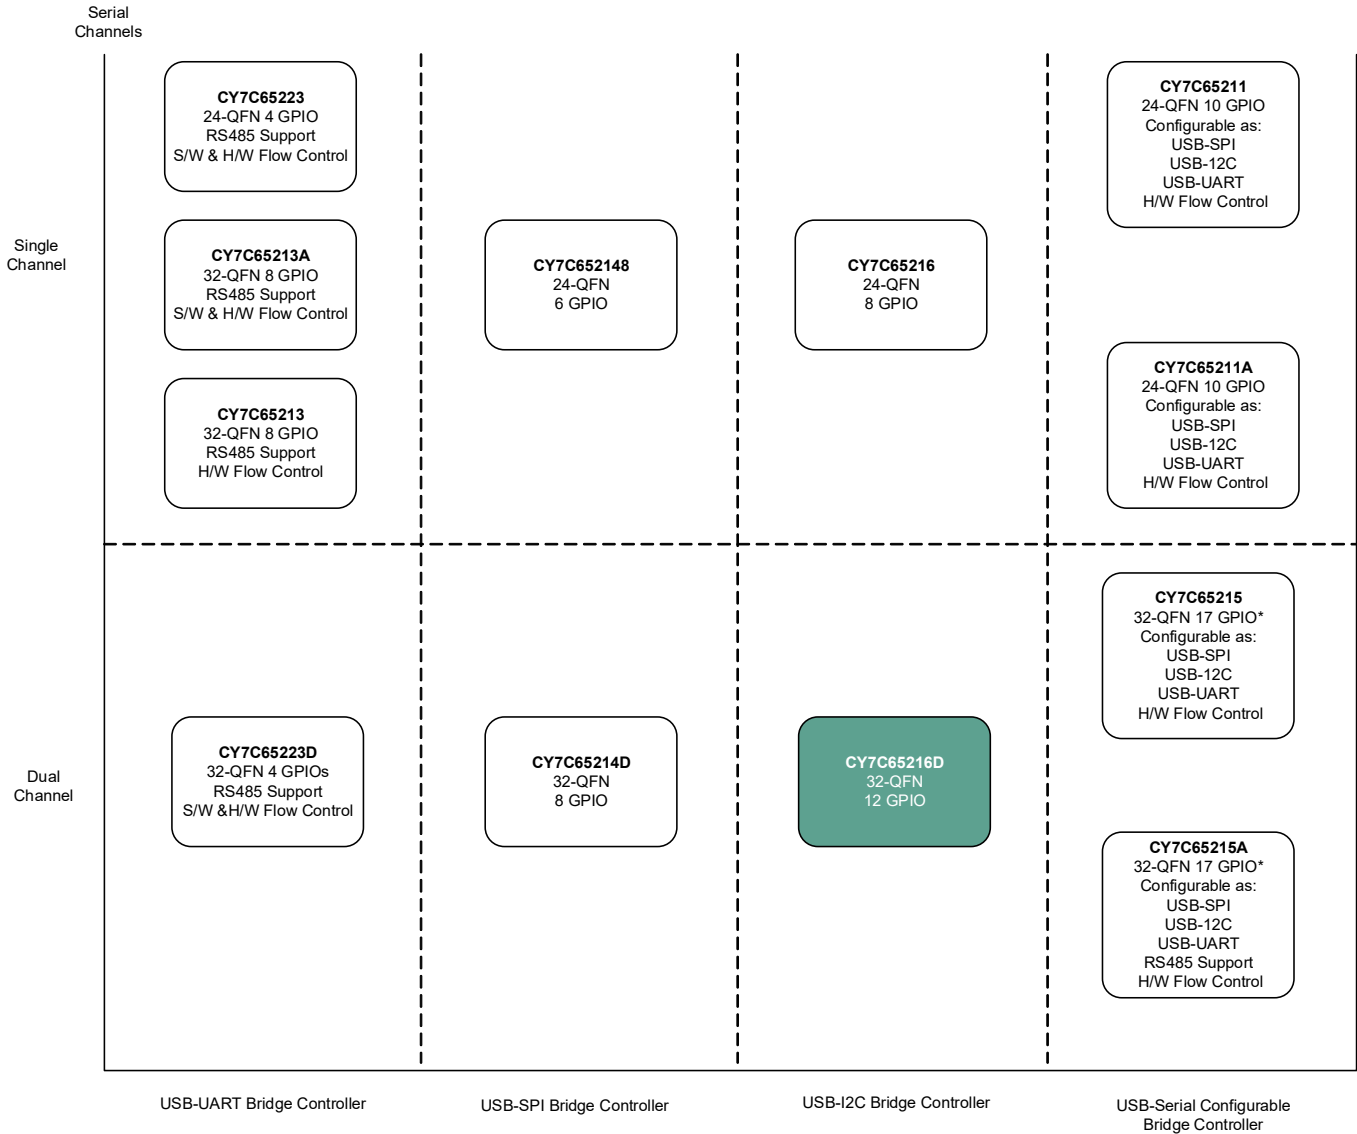 Serial
Channels
CY7C65223
24-QFN 4 GPIO
RS485 Support
S/W & H/W Flow Control
CY7C65211
24-QFN 10 GPIO
Configurable as:
USB-SPI
USB-12C
USB-UART
H/W Flow Control
Single
Channel
CY7C65213A
32-QFN 8 GPIO
RS485 Support
S/W & H/W Flow Control
CY7C652148
24-QFN
6 GPIO
CY7C65216
24-QFN
8 GPIO
CY7C65211A
24-QFN 10 GPIO
Configurable as:
USB-SPI
USB-12C
USB-UART
H/W Flow Control
CY7C65213
32-QFN 8 GPIO
RS485 Support
H/W Flow Control
CY7C65215
32-QFN 17 GPIO*
Configurable as:
USB-SPI
USB-12C
USB-UART
H/W Flow Control
Dual
Channel
CY7C65223D
32-QFN 4 GPIOs
RS485 Support
S/W &H/W Flow Control
CY7C65214D
32-QFN
8 GPIO
CY7C65216D
32-QFN
12 GPIO
CY7C65215A
32-QFN 17 GPIO*
Configurable as:
USB-SPI
USB-12C
USB-UART
RS485 Support
H/W Flow Control
USB-UART Bridge Controller
USB-SPI Bridge Controller
USB-I2C Bridge Controller
USB-Serial Configurable
Bridge Controller